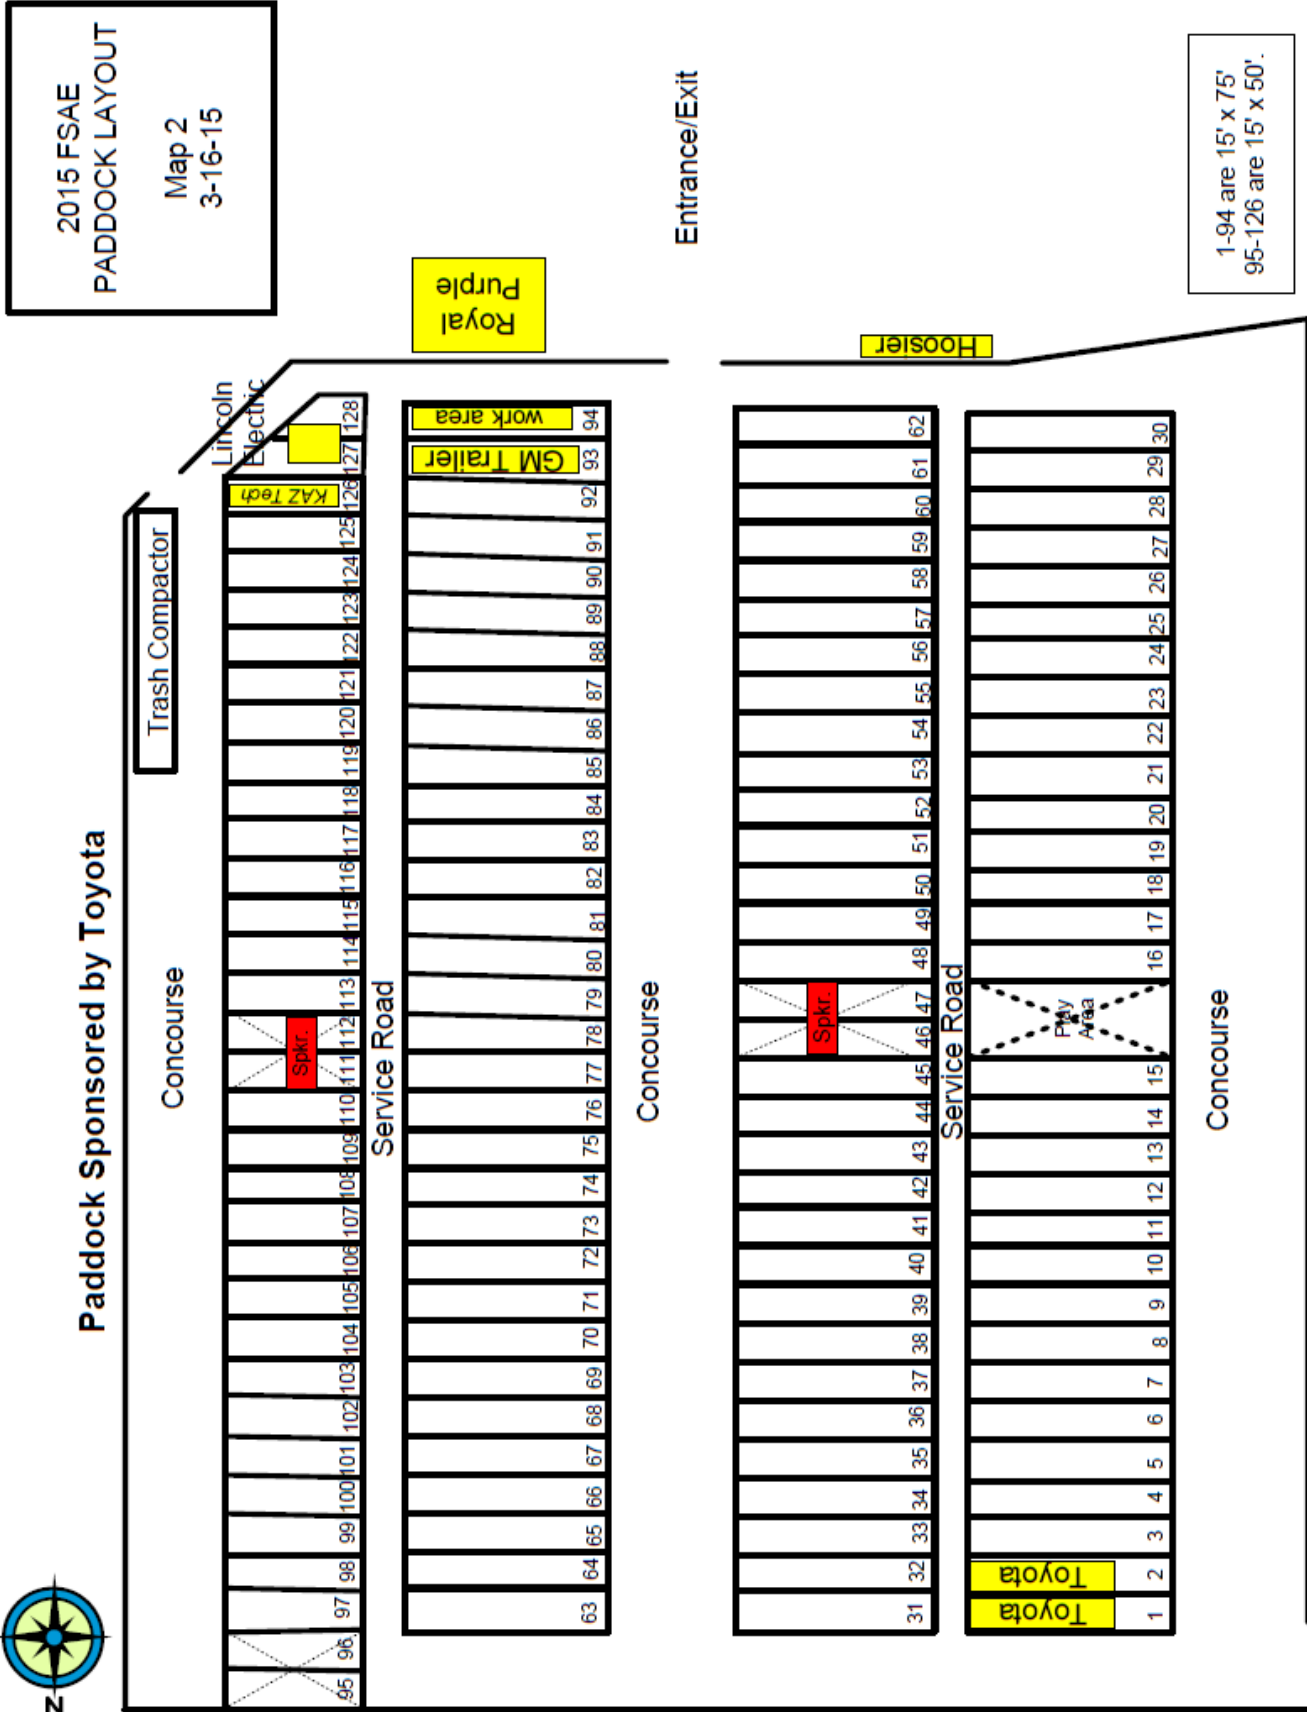 2015 FSAE
PADDOCK LAYOUT
Map 2
3-16-15
Paddock Sponsored by Toyota
Entrance/Exit
1-94 are 15' x 75'
95-126 are 15' x 50'.
N
Trash Compactor
Concourse
Lincoln
Electric
KAZ Tech
Spkr.
95 96 97 98 99 100 101 102 103 104 105 106 107 108 109 110 111 112 113 114 115 116 117 118 119 120 121 122 123 124 125 126 127 128
Service Road
Royal
Purple
work area
GM Trailer
63 64 65 66 67 68 69 70 71 72 73 74 75 76 77 78 79 80 81 82 83 84 85 86 87 88 89 90 91 92 93 94
Concourse
Hoosier
Spkr.
31 32 33 34 35 36 37 38 39 40 41 42 43 44 45 46 47 48 49 50 51 52 53 54 55 56 57 58 59 60 61 62
Service Road
Toyota
Toyota
Play
Area
1 2 3 4 5 6 7 8 9 10 11 12 13 14 15 16 17 18 19 20 21 22 23 24 25 26 27 28 29 30
Concourse